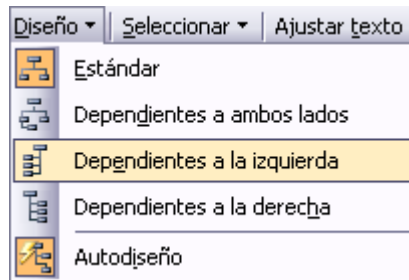 Diseño Seleccionar Ajustar texto
Estándar
Dependientes a ambos lados
Dependientes a la izquierda
Dependientes a la derecha
Autodiseño